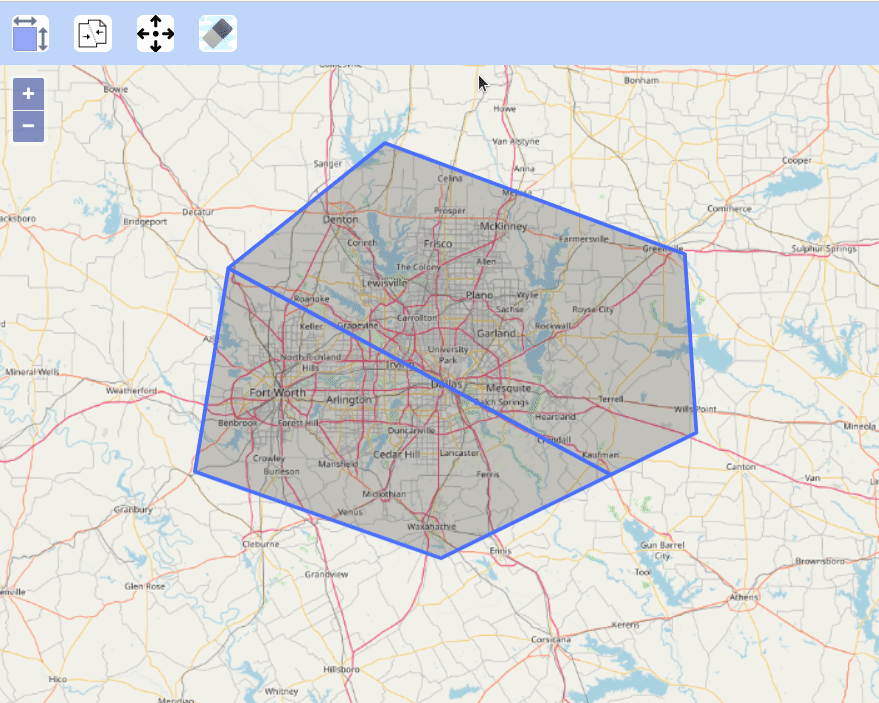 +
−
Bowie
Bonham
Howe
Van Alstyne
Sanger
Anna
Cooper
Celina
Melissa
Decatur
Denton
Prosper
Commerce
Bridgeport
McKinney
Corinth
Frisco
Farmersville
Greenville
Sulphur Springs
The Colony
Allen
Lewisville
Roanoke
Plano
Wylie
Sachse
Royse City
Keller
Grapevine
Carrollton
Garland
Rockwall
University
Park
North Richland
Hills
Irving
Mineral Wells
Weatherford
Fort Worth
Arlington
Dallas
Mesquite
Balch Springs
Terrell
Wills Point
Benbrook
Forest Hill
Duncanville
Heartland
Mineola
Crandall
Crowley
Burleson
Mansfield
Cedar Hill
Lancaster
Kaufman
Ferris
Canton
Van
Midlothian
Granbury
Venus
Waxahachie
Cleburne
Ennis
Gun Barrel
City
Grandview
Tool
Brownsboro
Glen Rose
Athens
Kerens
Corsicana
Hillsboro
Hico
Whitney
Meridian